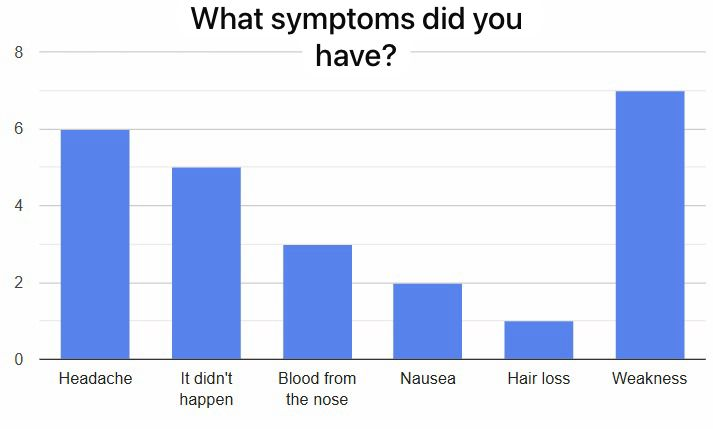 What symptoms did you
have?
8
6
4
2
0
Headache
It didn't
happen
Blood from
the nose
Nausea
Hair loss
Weakness